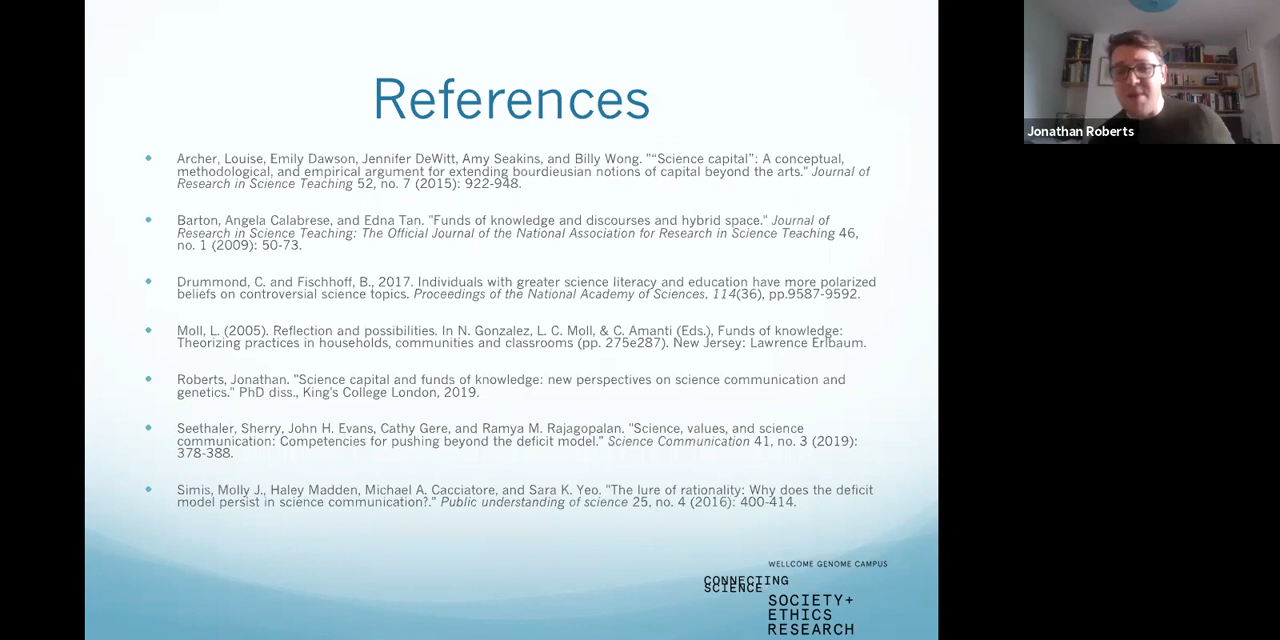 References
Archer, Louise, Emily Dawson, Jennifer DeWitt, Amy Seakins, and Billy Wong. "“Science capital”: A conceptual,
methodological, and empirical argument for extending bourdieusian notions of capital beyond the arts." Journal of
Research in Science Teaching 52, no. 7 (2015): 922-948.
Barton, Angela Calabrese, and Edna Tan. "Funds of knowledge and discourses and hybrid space." Journal of
Research in Science Teaching: The Official Journal of the National Association for Research in Science Teaching 46,
no. 1 (2009): 50-73.
Drummond, C. and Fischhoff, B., 2017. Individuals with greater science literacy and education have more polarized
beliefs on controversial science topics. Proceedings of the National Academy of Sciences, 114(36), pp.9587-9592.
Moll, L. (2005). Reflection and possibilities. In N. Gonzalez, L. C. Moll, & C. Amanti (Eds.), Funds of knowledge:
Theorizing practices in households, communities and classrooms (pp. 275e287). New Jersey: Lawrence Erlbaum.
Roberts, Jonathan. "Science capital and funds of knowledge: new perspectives on science communication and
genetics." PhD diss., King's College London, 2019.
Seethaler, Sherry, John H. Evans, Cathy Gere, and Ramya M. Rajagopalan. "Science, values, and science
communication: Competencies for pushing beyond the deficit model." Science Communication 41, no. 3 (2019):
378-388.
Simis, Molly J., Haley Madden, Michael A. Cacciatore, and Sara K. Yeo. "The lure of rationality: Why does the deficit
model persist in science communication?." Public understanding of science 25, no. 4 (2016): 400-414.
WELLCOME GENOME CAMPUS
CONNECTING
SCIENCE
SOCIETY+
ETHICS
RESEARCH
Jonathan Roberts